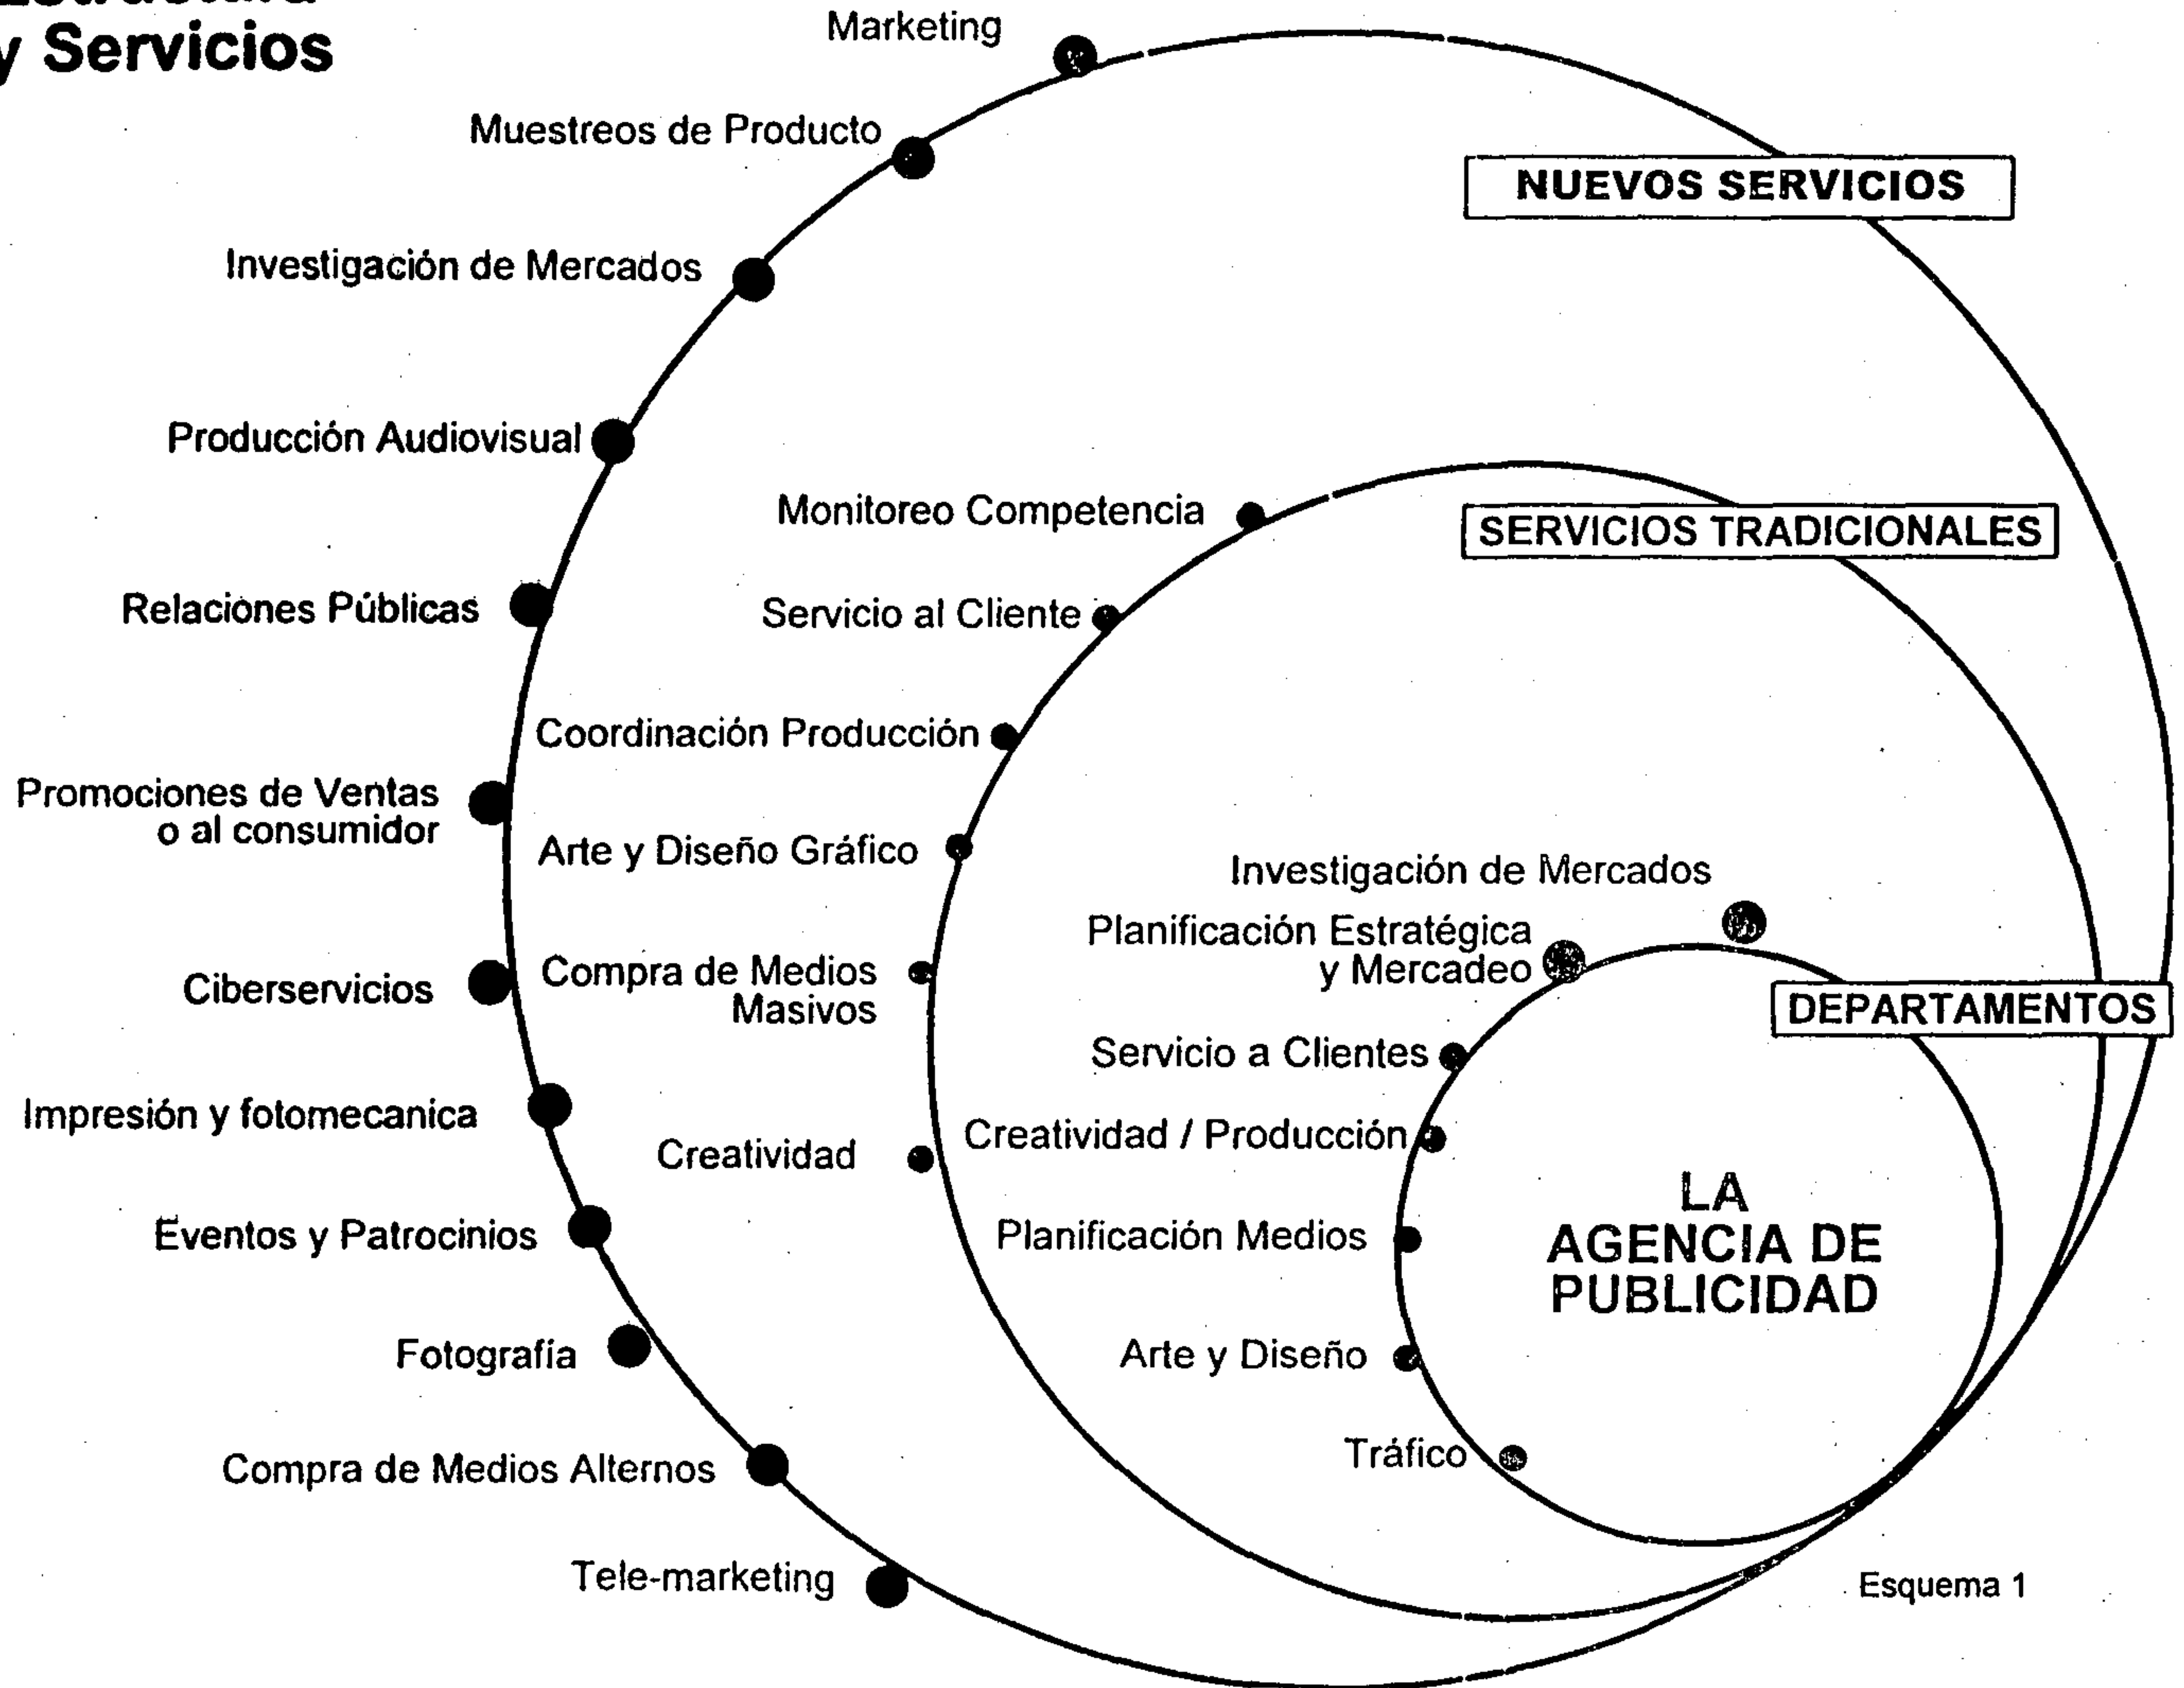 y Servicios
Marketing
Muestreos de Producto
Investigación de Mercados
Producción Audiovisual
Relaciones Públicas
Promociones de Ventas
o al consumidor
Ciberservicios
Impresión y fotomecanica
Eventos y Patrocinios
Fotografía
Compra de Medios Alternos
Tele-marketing
NUEVOS SERVICIOS
Monitoreo Competencia
Servicio al Cliente
Coordinación Producción
Arte y Diseño Gráfico
Compra de Medios
Masivos
Creatividad
SERVICIOS TRADICIONALES
Investigación de Mercados
Planificación Estratégica
y Mercadeo
Servicio a Clientes
Creatividad / Producción
Planificación Medios
Arte y Diseño
Tráfico
DEPARTAMENTOS
LA
AGENCIA DE
PUBLICIDAD
Esquema 1